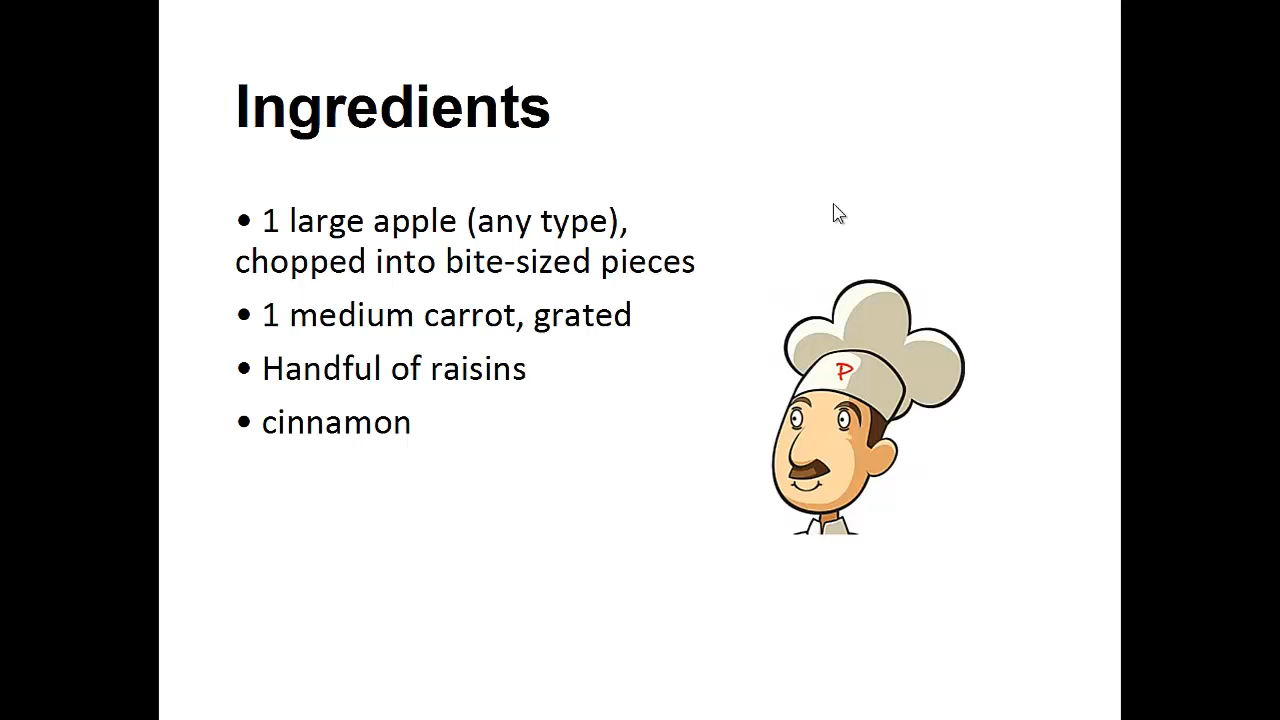 Ingredients
• 1 large apple (any type),
chopped into bite-sized pieces
• 1 medium carrot, grated
• Handful of raisins
• cinnamon
P